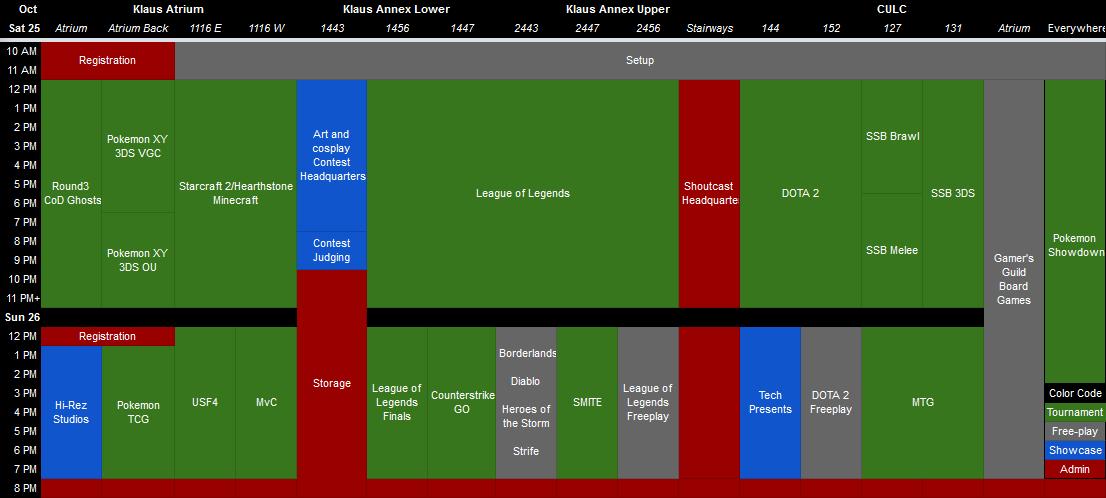 Oct Klaus Atrium Klaus Annex Lower Klaus Annex Upper CULC
Sat 25 Atrium Atrium Back 1116 E 1116 W 1443 1456 1447 2443 2447 2456 Stairways 144 152 127 131 Atrium Everywhere
10 AM
11 AM
Registration
Setup
12 PM
1 PM
2 PM
3 PM
4 PM
5 PM
6 PM
7 PM
8 PM
9 PM
10 PM
11 PM+
Round3
CoD Ghosts
Pokemon XY
3DS VGC
Pokemon XY
3DS OU
Starcraft 2/Hearthstone
Minecraft
Art and
cosplay
Contest
Headquarters
Contest
Judging
League of Legends
Shoutcast
Headquarte
DOTA 2
SSB Brawl
SSB Melee
SSB 3DS
Gamer's
Guild
Board
Games
Pokemon
Showdown
Sun 26
12 PM
1 PM
2 PM
3 PM
4 PM
5 PM
6 PM
7 PM
8 PM
Registration
Hi-Rez
Studios
Pokemon
TCG
USF4
MvC
Storage
League of
Legends
Finals
Counterstrike
GO
Borderlands
Diablo
Heroes of
the Storm
Strife
SMITE
League of
Legends
Freeplay
Tech
Presents
DOTA 2
Freeplay
MTG
Color Code
Tournament
Free-play
Showcase
Admin